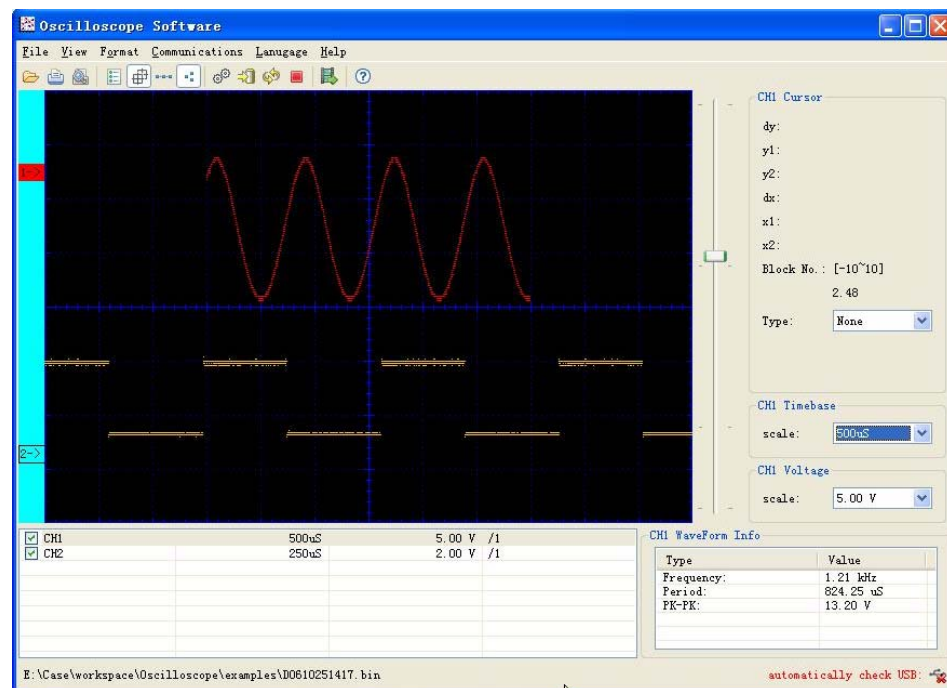 Oscilloscope Software
File View Format Communications Lanugage Help
1->
2->
CH1 Cursor
dy:
y1:
y2:
dx:
x1:
x2:
Block No.: [-10~10]
2.48
Type: None
CH1 Timebase
scale: 500uS
CH1 Voltage
scale: 5.00 V
CH1 500uS 5.00 V /1
CH2 250uS 2.00 V /1
CH1 WaveForm Info
Type Value
Frequency: 1.21 kHz
Period: 824.25 uS
PK-PK: 13.20 V
E:\Case\workspace\Oscilloscope\examples\D0610251417.bin
automatically check USB: